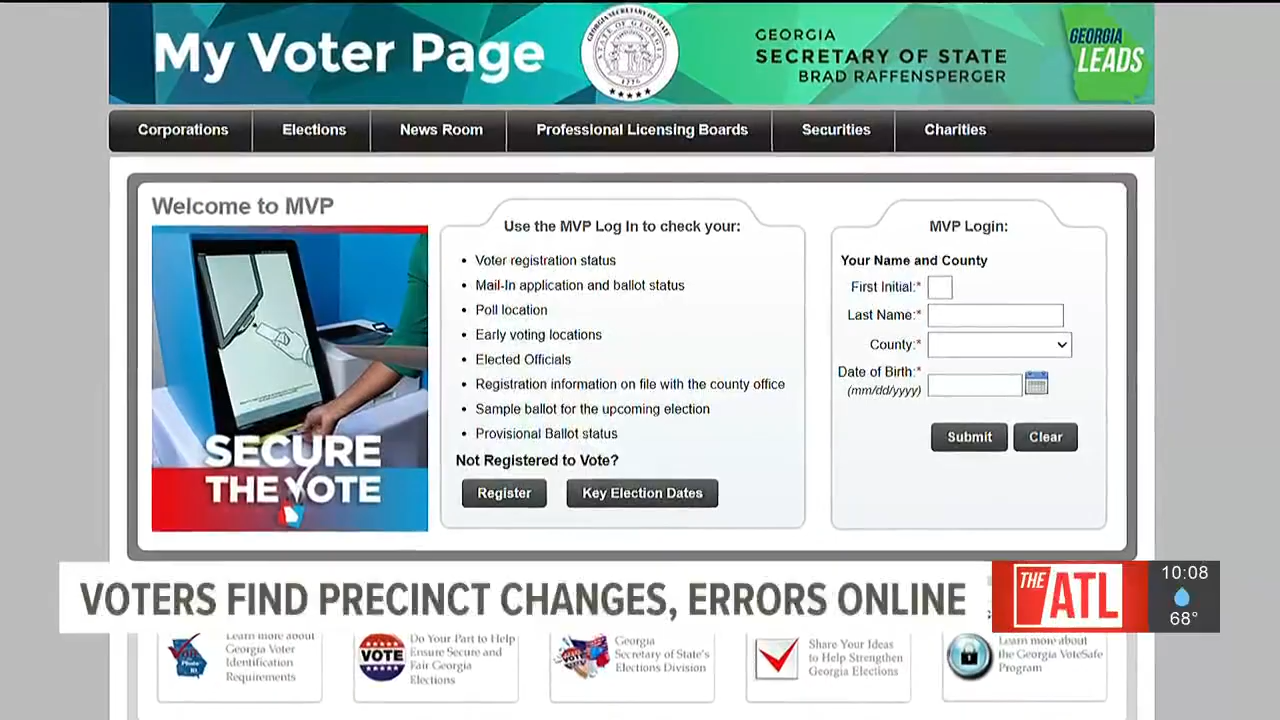 My Voter Page
GEORGIA
SECRETARY OF STATE
BRAD RAFFENSPERGER
GEORGIA
LEADS
1776
Corporations
Elections
News Room
Professional Licensing Boards
Securities
Charities
Welcome to MVP
SECURE
THE VOTE
Use the MVP Log In to check your:
• Voter registration status
• Mail-In application and ballot status
• Poll location
• Early voting locations
• Elected Officials
• Registration information on file with the county office
• Sample ballot for the upcoming election
• Provisional Ballot status
Not Registered to Vote?
Register
Key Election Dates
MVP Login:
Your Name and County
First Initial:*
Last Name:*
County:*
Date of Birth:*
(mm/dd/yyyy)
Submit
Clear
VOTERS FIND PRECINCT CHANGES, ERRORS ONLINE
THE
ATL
10:08
68°
Learn more about
Georgia Voter
Identification
Requirements
VOTE
Do Your Part to Help
Ensure Secure and
Fair Georgia
Elections
Georgia
Secretary of State's
Elections Division
Share Your Ideas
to Help Strengthen
Georgia Elections
Learn more about
the Georgia VoteSafe
Program